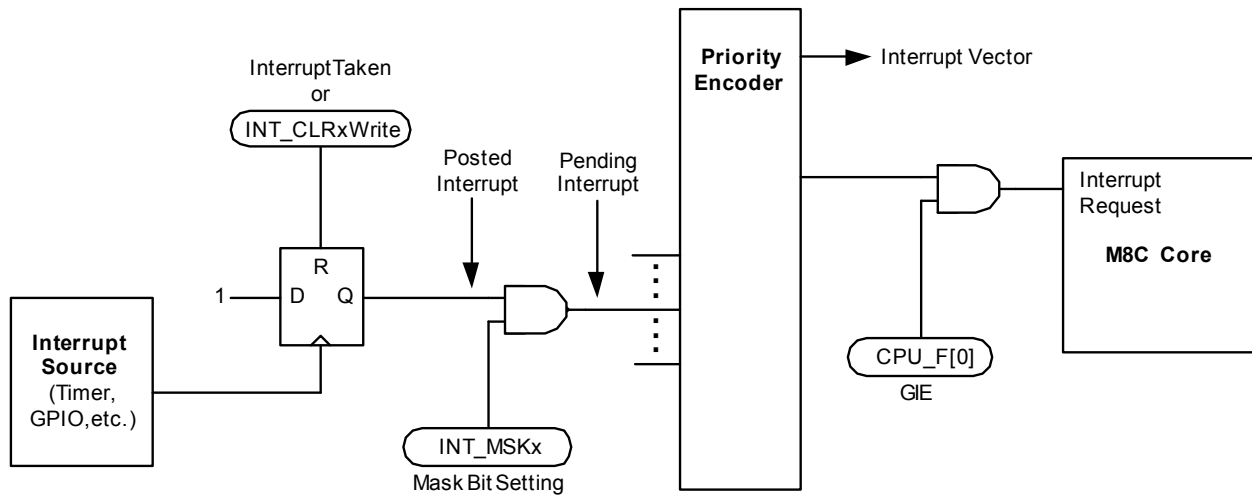 InterruptTaken
or
INT_CLRxWrite
R
1
D
Q
Interrupt
Source
(Timer,
GPIO,etc.)
Posted
Interrupt
Pending
Interrupt
INT_MSKx
Mask Bit Setting
Priority
Encoder
Interrupt Vector
CPU_F[0]
GIE
Interrupt
Request
M8C Core